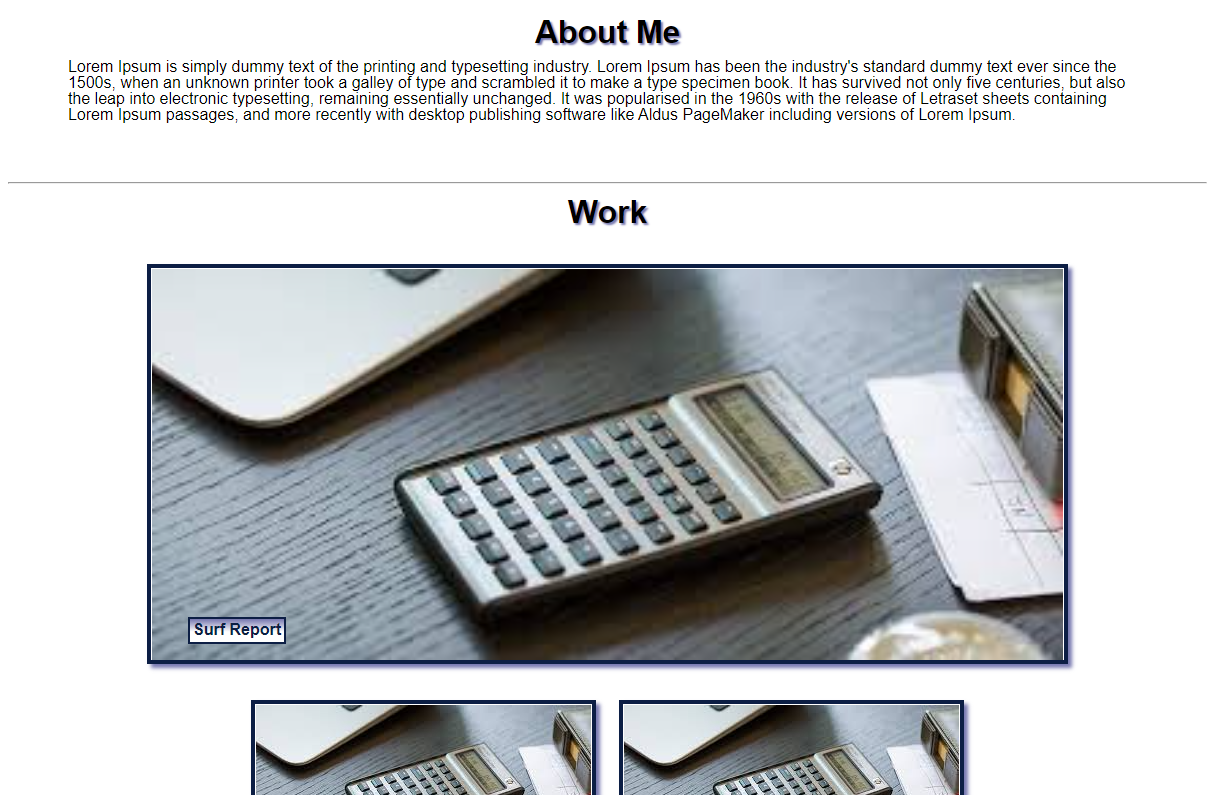 About Me
Lorem Ipsum is simply dummy text of the printing and typesetting industry. Lorem Ipsum has been the industry's standard dummy text ever since the
1500s, when an unknown printer took a galley of type and scrambled it to make a type specimen book. It has survived not only five centuries, but also
the leap into electronic typesetting, remaining essentially unchanged. It was popularised in the 1960s with the release of Letraset sheets containing
Lorem Ipsum passages, and more recently with desktop publishing software like Aldus PageMaker including versions of Lorem Ipsum.
Work
Surf Report